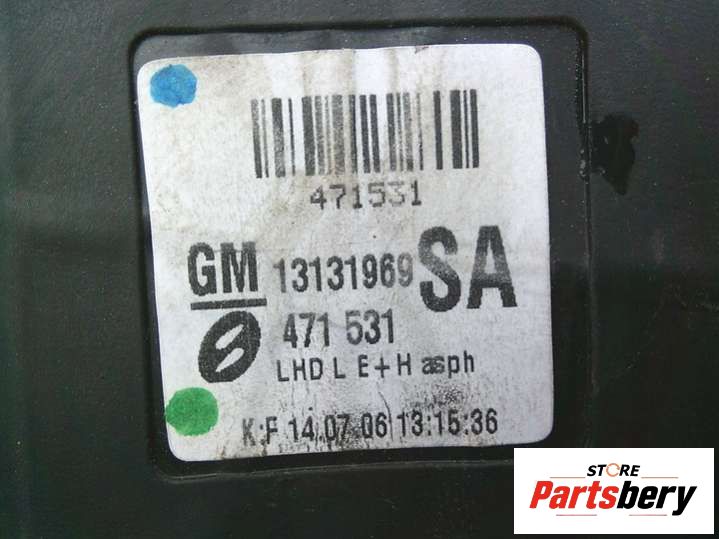 471531
GM 13131969 SA
471 531
LHD L E+H asph
K:F 14.07.06 13:15:36
STORE
Partsbery